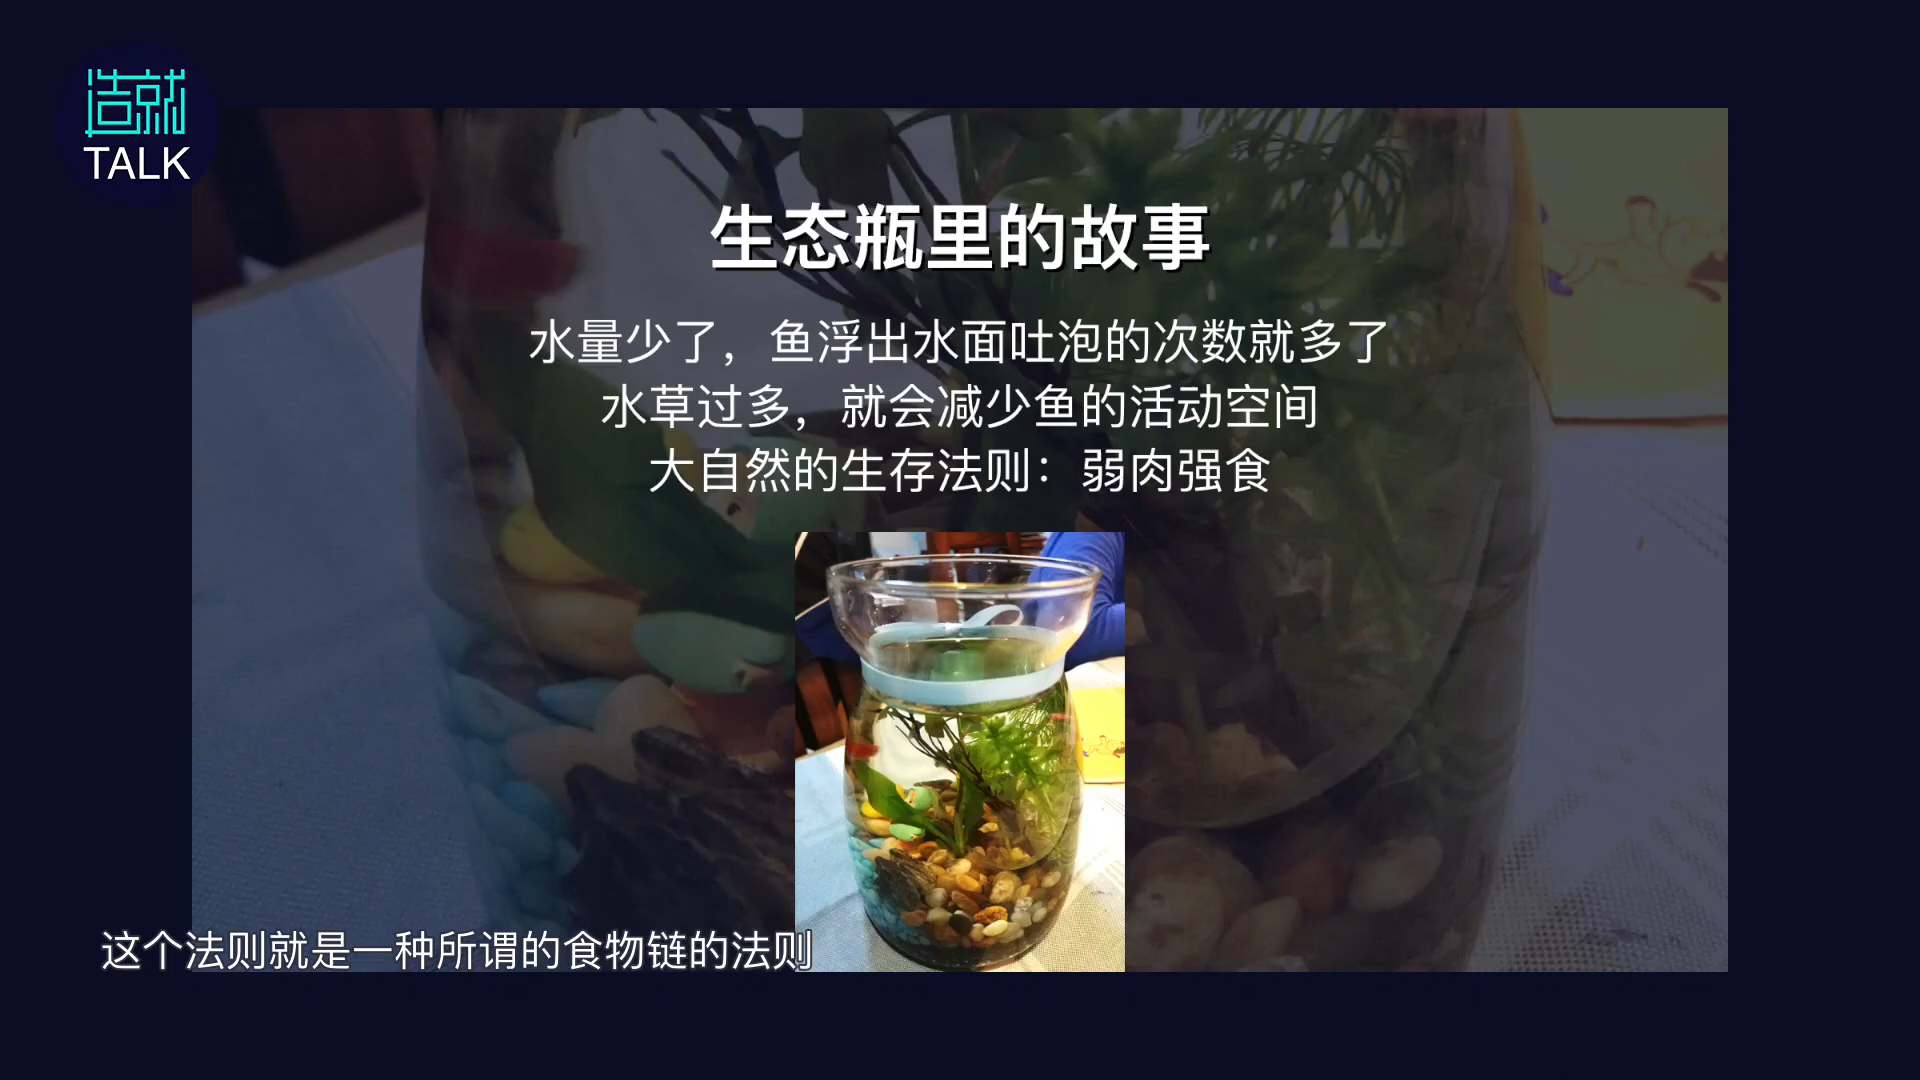 造就
TALK
生态瓶里的故事
水量少了，鱼浮出水面吐泡的次数就多了
水草过多，就会减少鱼的活动空间
大自然的生存法则：弱肉强食
这个法则就是一种所谓的食物链的法则